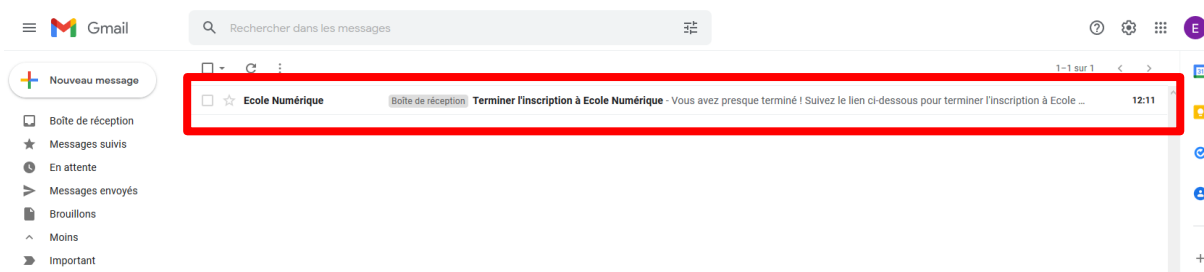 Gmail
Rechercher dans les messages
E
Nouveau message
1–1 sur 1
31
Ecole Numérique Boîte de réception Terminer l'inscription à Ecole Numérique - Vous avez presque terminé ! Suivez le lien ci-dessous pour terminer l'inscription à Ecole ... 12:11
Boîte de réception
Messages suivis
En attente
Messages envoyés
Brouillons
Moins
Important